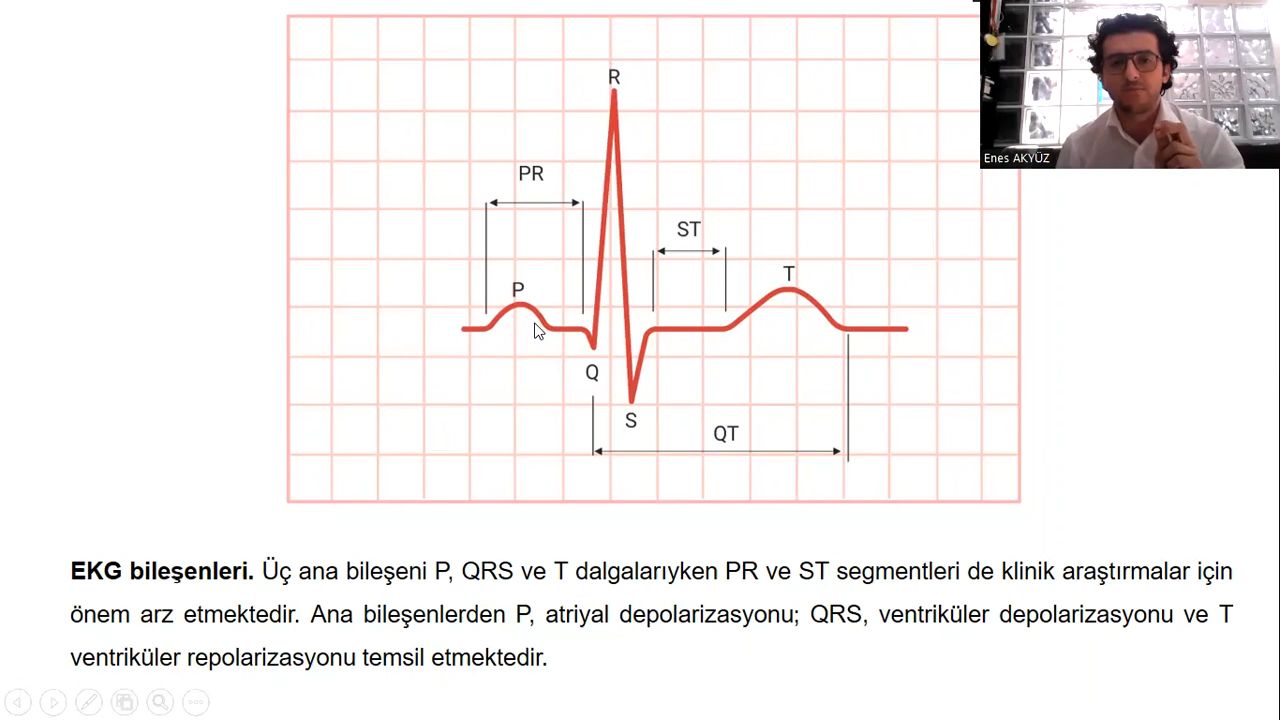 R
PR
ST
P
T
Q
S
QT
Enes AKYÜZ
EKG bileşenleri. Üç ana bileşeni P, QRS ve T dalgalarıyken PR ve ST segmentleri de klinik araştırmalar için
önem arz etmektedir. Ana bileşenlerden P, atriyal depolarizasyonu; QRS, ventriküler depolarizasyonu ve T
ventriküler repolarizasyonu temsil etmektedir.